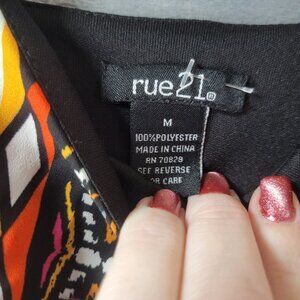 rue21®
M
100%POLYESTER
MADE IN CHINA
RN 70829
SEE REVERSE
FOR CARE